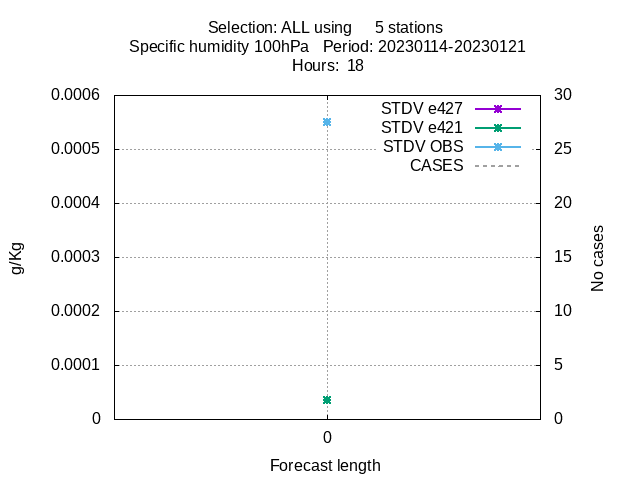 Selection: ALL using     5 stations
Specific humidity 100hPa   Period: 20230114-20230121
Hours:  18
0.0006
0.0005
0.0004
0.0003
0.0002
0.0001
0
g/Kg
STDV e427
STDV e421
STDV OBS
CASES
30
25
20
15
10
5
0
No cases
0
Forecast length